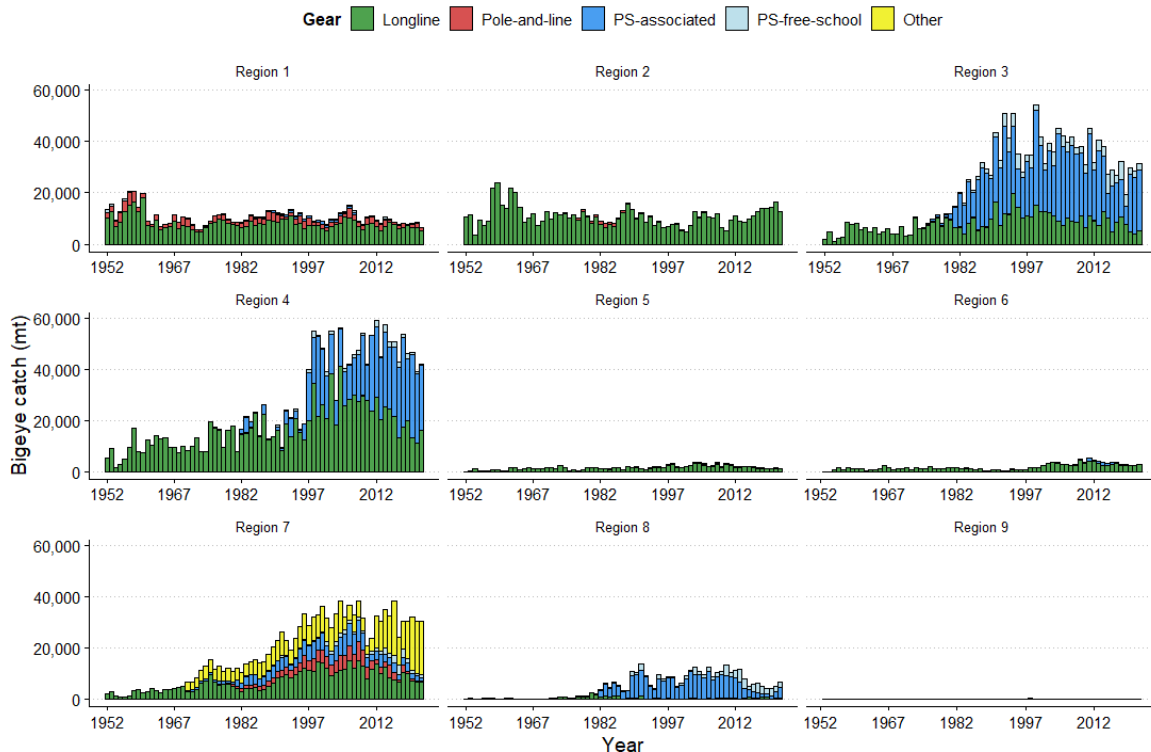 Gear Longline Pole-and-line PS-associated PS-free-school Other
Region 1 Region 2 Region 3
60,000
40,000
20,000
0
1952 1967 1982 1997 2012 1952 1967 1982 1997 2012 1952 1967 1982 1997 2012
Region 4 Region 5 Region 6
60,000
40,000
20,000
0
1952 1967 1982 1997 2012 1952 1967 1982 1997 2012 1952 1967 1982 1997 2012
Bigeye catch (mt)
Region 7 Region 8 Region 9
60,000
40,000
20,000
0
1952 1967 1982 1997 2012 1952 1967 1982 1997 2012 1952 1967 1982 1997 2012
Year